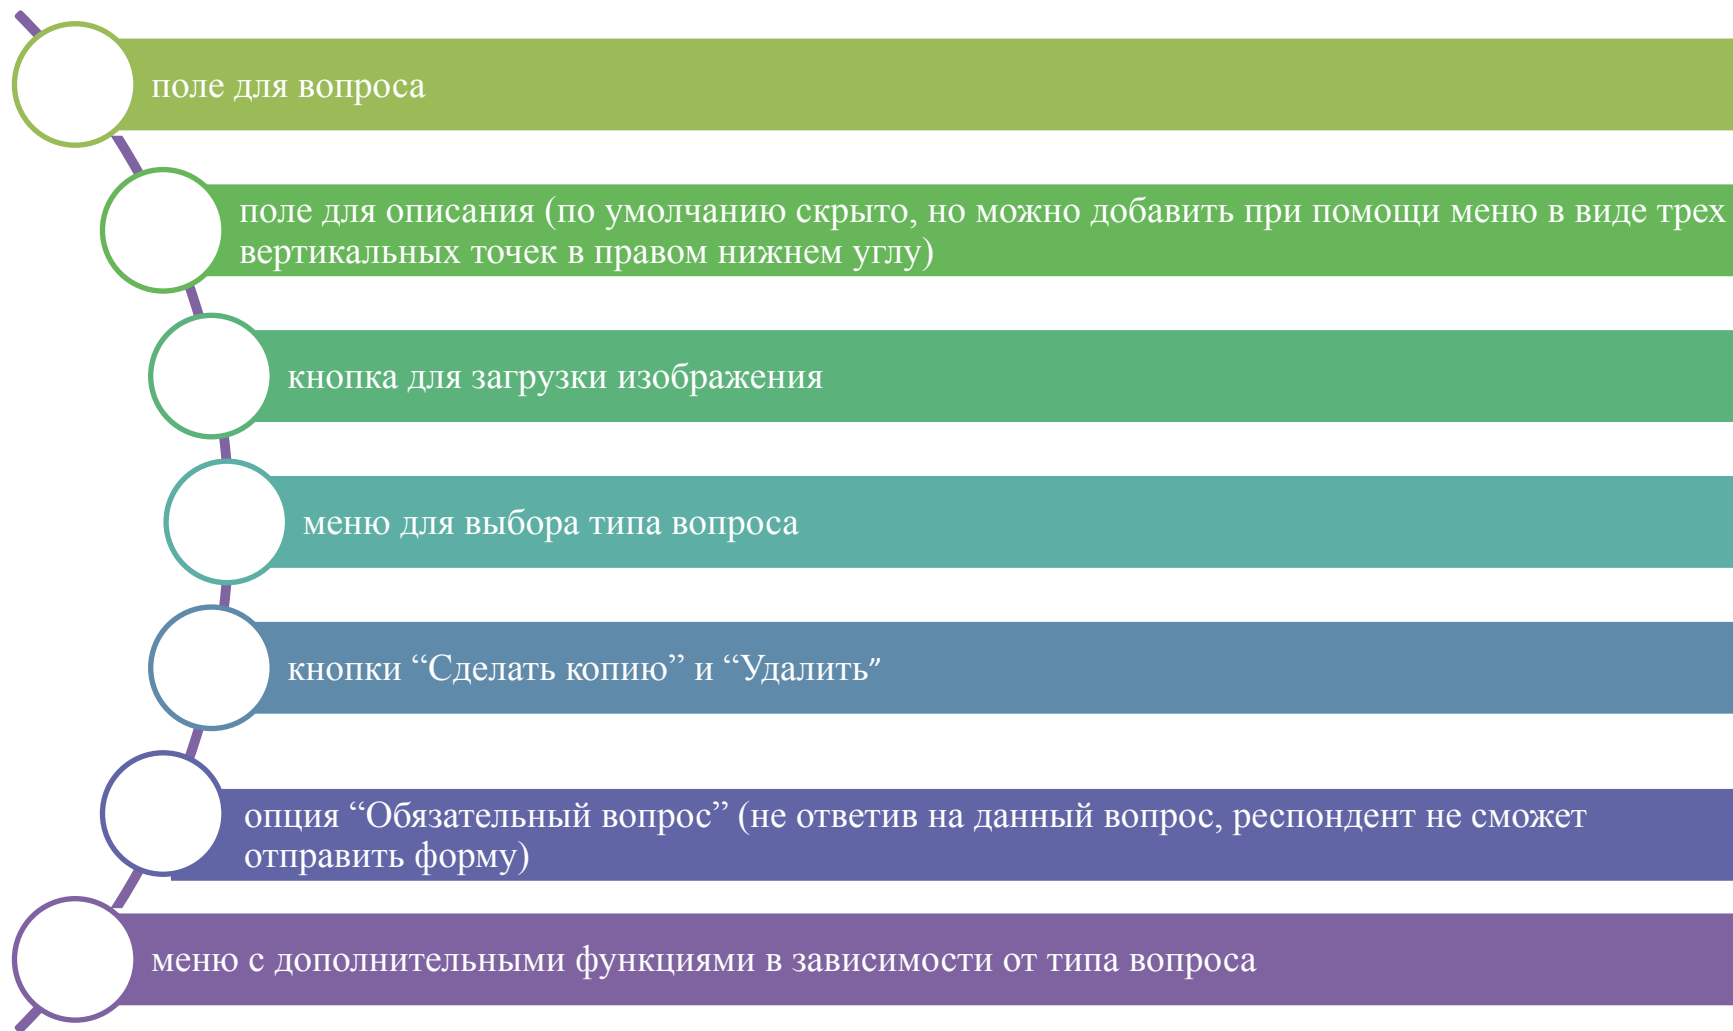 поле для вопроса
поле для описания (по умолчанию скрыто, но можно добавить при помощи меню в виде трех
вертикальных точек в правом нижнем углу)
кнопка для загрузки изображения
меню для выбора типа вопроса
кнопки “Сделать копию” и “Удалить”
опция “Обязательный вопрос” (не ответив на данный вопрос, респондент не сможет
отправить форму)
меню с дополнительными функциями в зависимости от типа вопроса